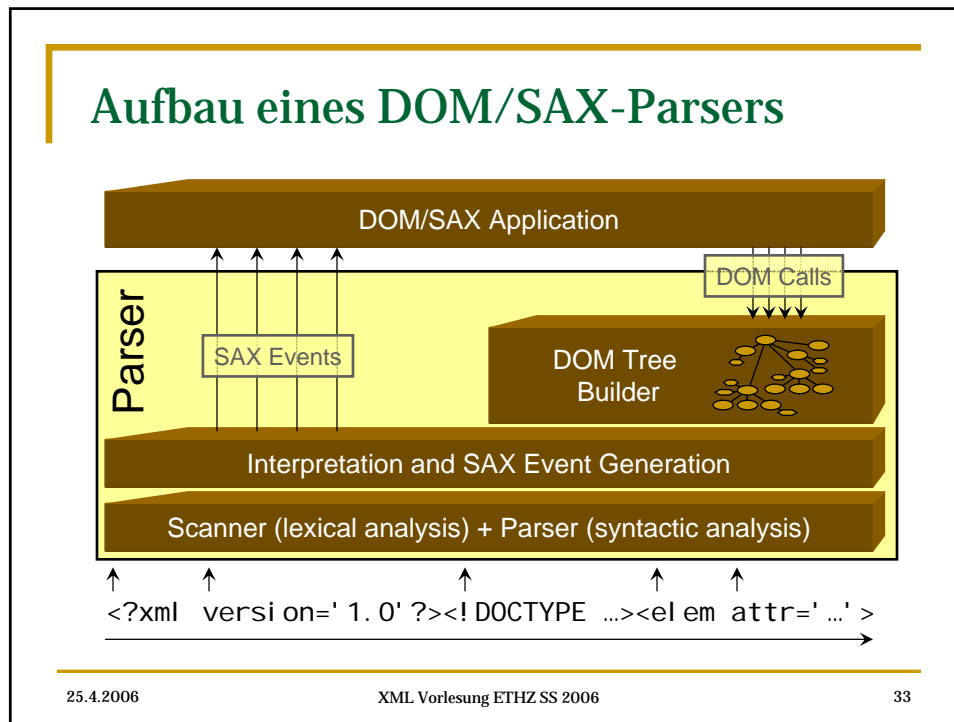 Aufbau eines DOM/SAX-Parsers
DOM/SAX Application
DOM Calls
Parser
SAX Events
DOM Tree
Builder
Interpretation and SAX Event Generation
Scanner (lexical analysis) + Parser (syntactic analysis)
<?xml version='1.0'?><!DOCTYPE …><elem attr='…'>
25.4.2006
XML Vorlesung ETHZ SS 2006
33